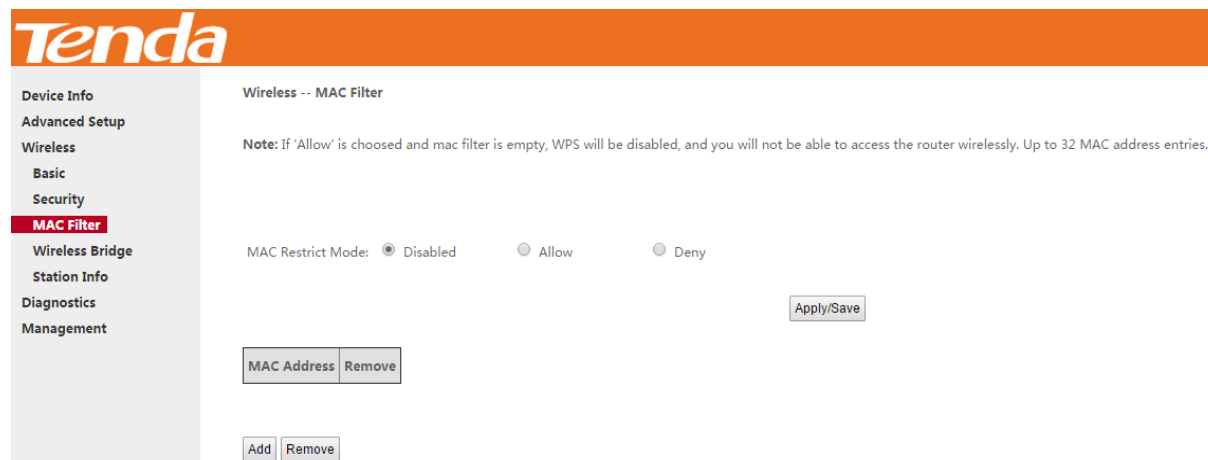 Tenda
Device Info
Advanced Setup
Wireless
Basic
Security
MAC Filter
Wireless Bridge
Station Info
Diagnostics
Management
Wireless -- MAC Filter
Note: If 'Allow' is choosed and mac filter is empty, WPS will be disabled, and you will not be able to access the router wirelessly. Up to 32 MAC address entries.
MAC Restrict Mode: Disabled Allow Deny
Apply/Save
MAC Address Remove
Add Remove